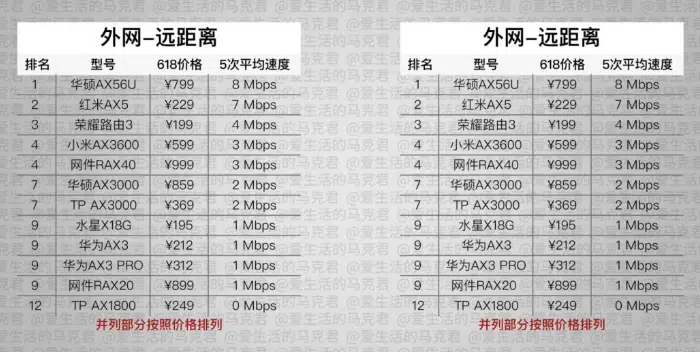 外网-远距离
排名 型号 618价格 5次平均速度
1 华硕AX56U ¥799 8 Mbps
2 红米AX5 ¥229 7 Mbps
3 荣耀路由3 ¥199 4 Mbps
4 小米AX3600 ¥599 3 Mbps
4 网件RAX40 ¥999 3 Mbps
7 华硕AX3000 ¥859 2 Mbps
7 TP AX3000 ¥369 2 Mbps
9 水星X18G ¥195 1 Mbps
9 华为AX3 ¥212 1 Mbps
9 华为AX3 PRO ¥312 1 Mbps
9 网件RAX20 ¥899 1 Mbps
12 TP AX1800 ¥249 0 Mbps
并列部分按照价格排列
外网-远距离
排名 型号 618价格 5次平均速度
1 华硕AX56U ¥799 8 Mbps
2 红米AX5 ¥229 7 Mbps
3 荣耀路由3 ¥199 4 Mbps
4 小米AX3600 ¥599 3 Mbps
4 网件RAX40 ¥999 3 Mbps
7 华硕AX3000 ¥859 2 Mbps
7 TP AX3000 ¥369 2 Mbps
9 水星X18G ¥195 1 Mbps
9 华为AX3 ¥212 1 Mbps
9 华为AX3 PRO ¥312 1 Mbps
9 网件RAX20 ¥899 1 Mbps
12 TP AX1800 ¥249 0 Mbps
并列部分按照价格排列
@爱生活的马克君